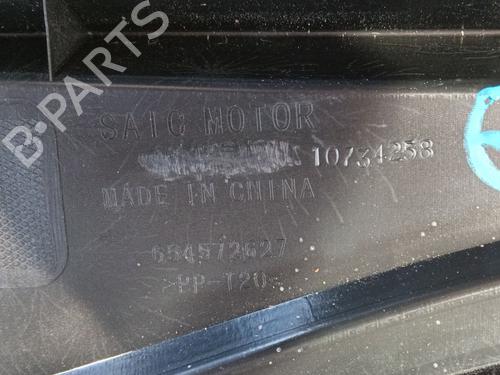 B-PARTS
SAIC MOTOR
10734258
MADE IN CHINA
654572627
>PP-T20<